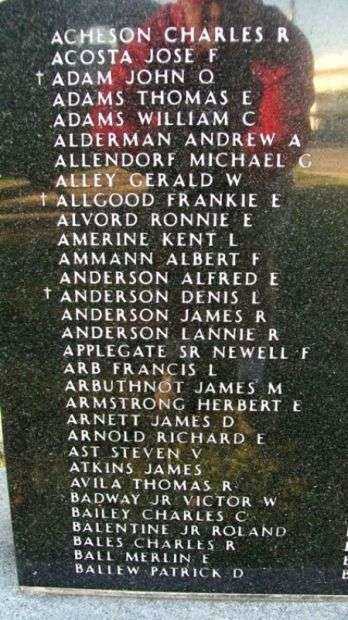 ACHESON CHARLES R
ACOSTA JOSE F
† ADAM JOHN Q
ADAMS THOMAS E
ADAMS WILLIAM C
ALDERMAN ANDREW A
ALLENDORF MICHAEL G
ALLEY GERALD W
† ALLGOOD FRANKIE E
ALVORD RONNIE E
AMERINE KENT L
AMMANN ALBERT F
ANDERSON ALFRED E
† ANDERSON DENIS L
ANDERSON JAMES R
ANDERSON LANNIE R
APPLEGATE SR NEWELL F
ARB FRANCIS L
ARBUTHNOT JAMES M
ARMSTRONG HERBERT E
ARNETT JAMES D
ARNOLD RICHARD E
AST STEVEN V
ATKINS JAMES
AVILA THOMAS R
BADWAY JR VICTOR W
BAILEY CHARLES C
BALENTINE JR ROLAND
BALES CHARLES R
BALL MERLIN E
BALLEW PATRICK D